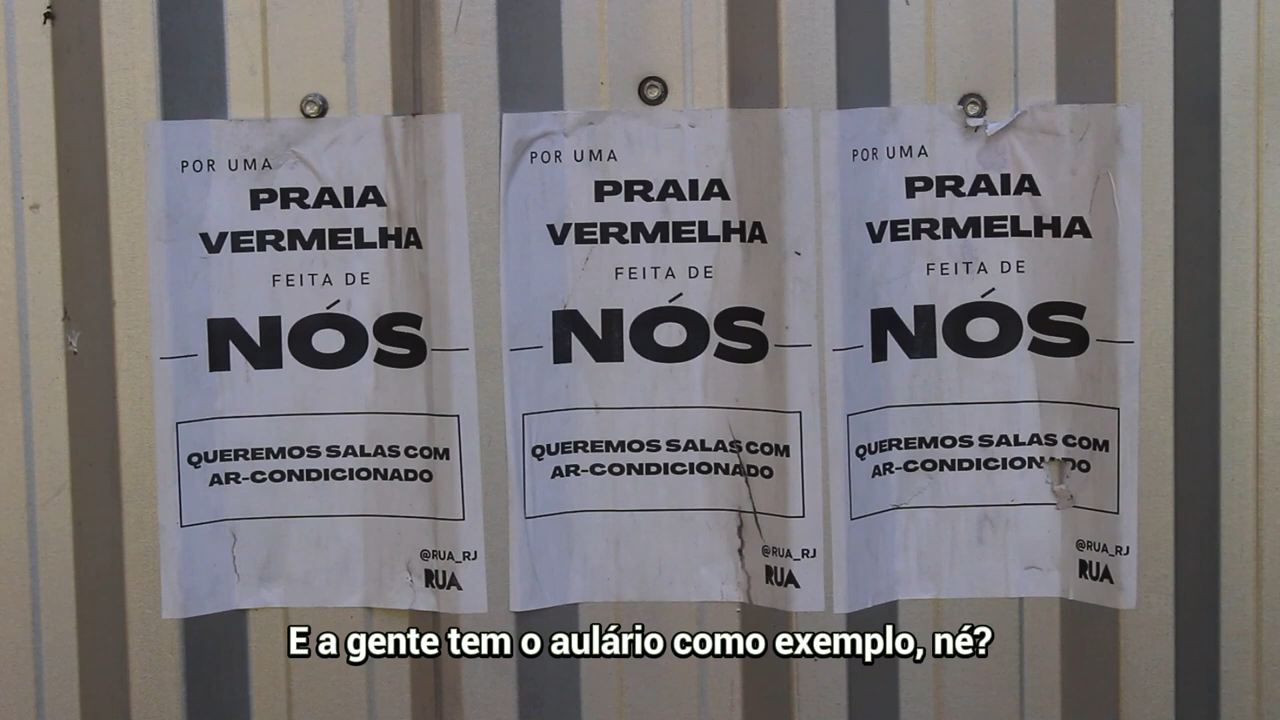 POR UMA
PRAIA
VERMELHA
FEITA DE
NÓS
QUEREMOS SALAS COM
AR-CONDICIONADO
@RUA_RJ
RUA
POR UMA
PRAIA
VERMELHA
FEITA DE
NÓS
QUEREMOS SALAS COM
AR-CONDICIONADO
@RUA_RJ
RUA
POR UMA
PRAIA
VERMELHA
FEITA DE
NÓS
QUEREMOS SALAS COM
AR-CONDICIONADO
@RUA_RJ
RUA
E a gente tem o aulário como exemplo, né?